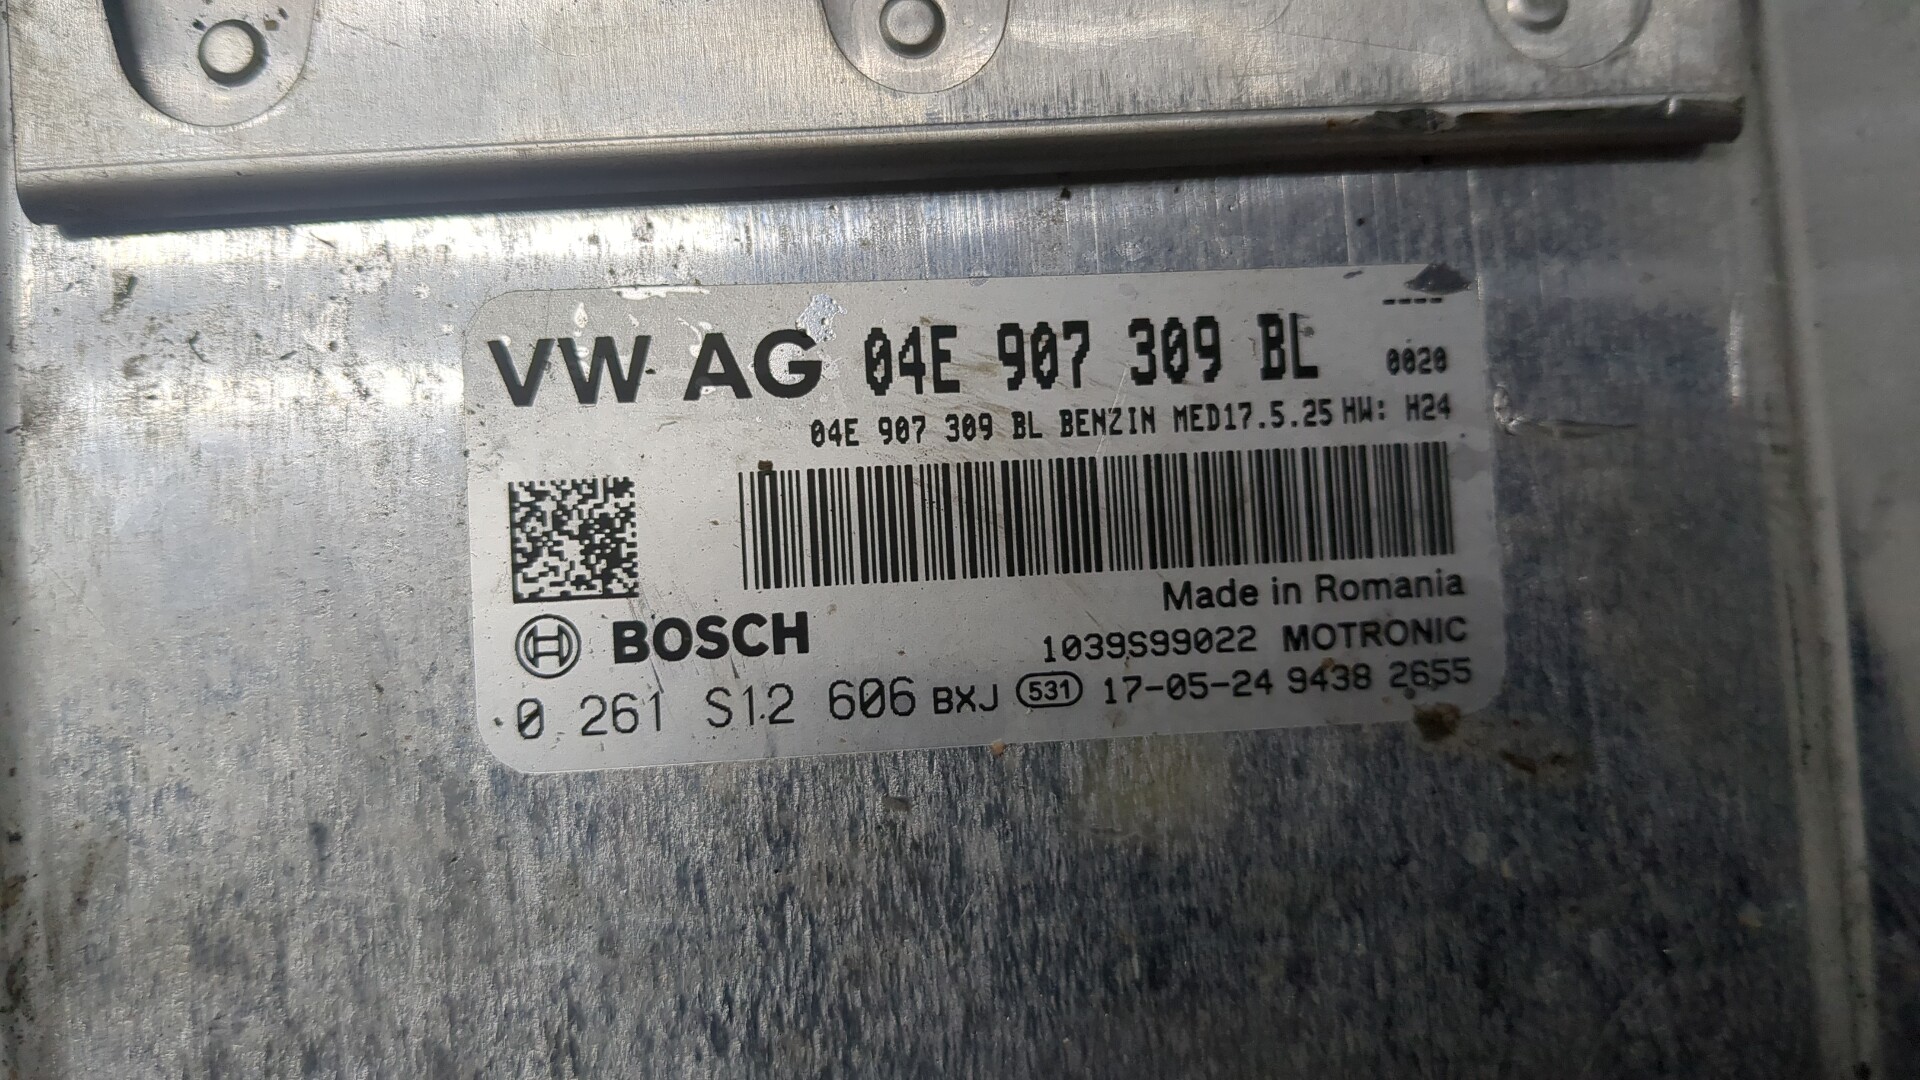 ----
VW AG 04E 907 309 BL 0020
04E 907 309 BL BENZIN MED17.5.25 HW: H24
Made in Romania
BOSCH
1039S99022 MOTRONIC
0 261 S12 606 BXJ 531 17-05-24 9438 2655